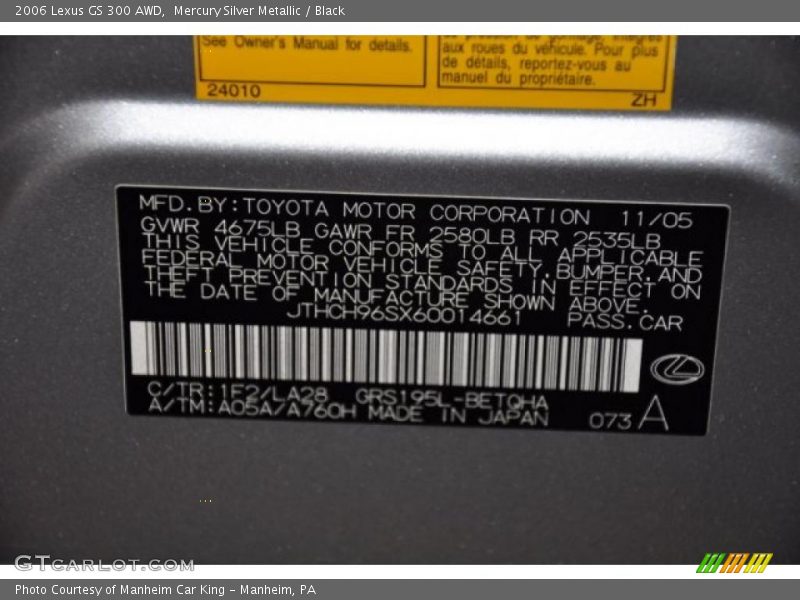 2006 Lexus GS 300 AWD,  Mercury Silver Metallic / Black
See Owner's Manual for details.
24010
aux roues du véhicule. Pour plus
de détails, reportez-vous au
manuel du propriétaire.
ZH
MFD.BY:TOYOTA MOTOR CORPORATION 11/05
GVWR 4675LB GAWR FR 2580LB RR 2535LB
THIS VEHICLE CONFORMS TO ALL APPLICABLE
FEDERAL MOTOR VEHICLE SAFETY,BUMPER,AND
THEFT PREVENTION STANDARDS IN EFFECT ON
THE DATE OF MANUFACTURE SHOWN ABOVE.
JTHCH96SX60014661 PASS.CAR
C/TR:1F2/LA28 GRS195L-BETQHA
A/TM:A05A/A760H MADE IN JAPAN 073 A
GTcarlot.com
Photo Courtesy of Manheim Car King - Manheim, PA